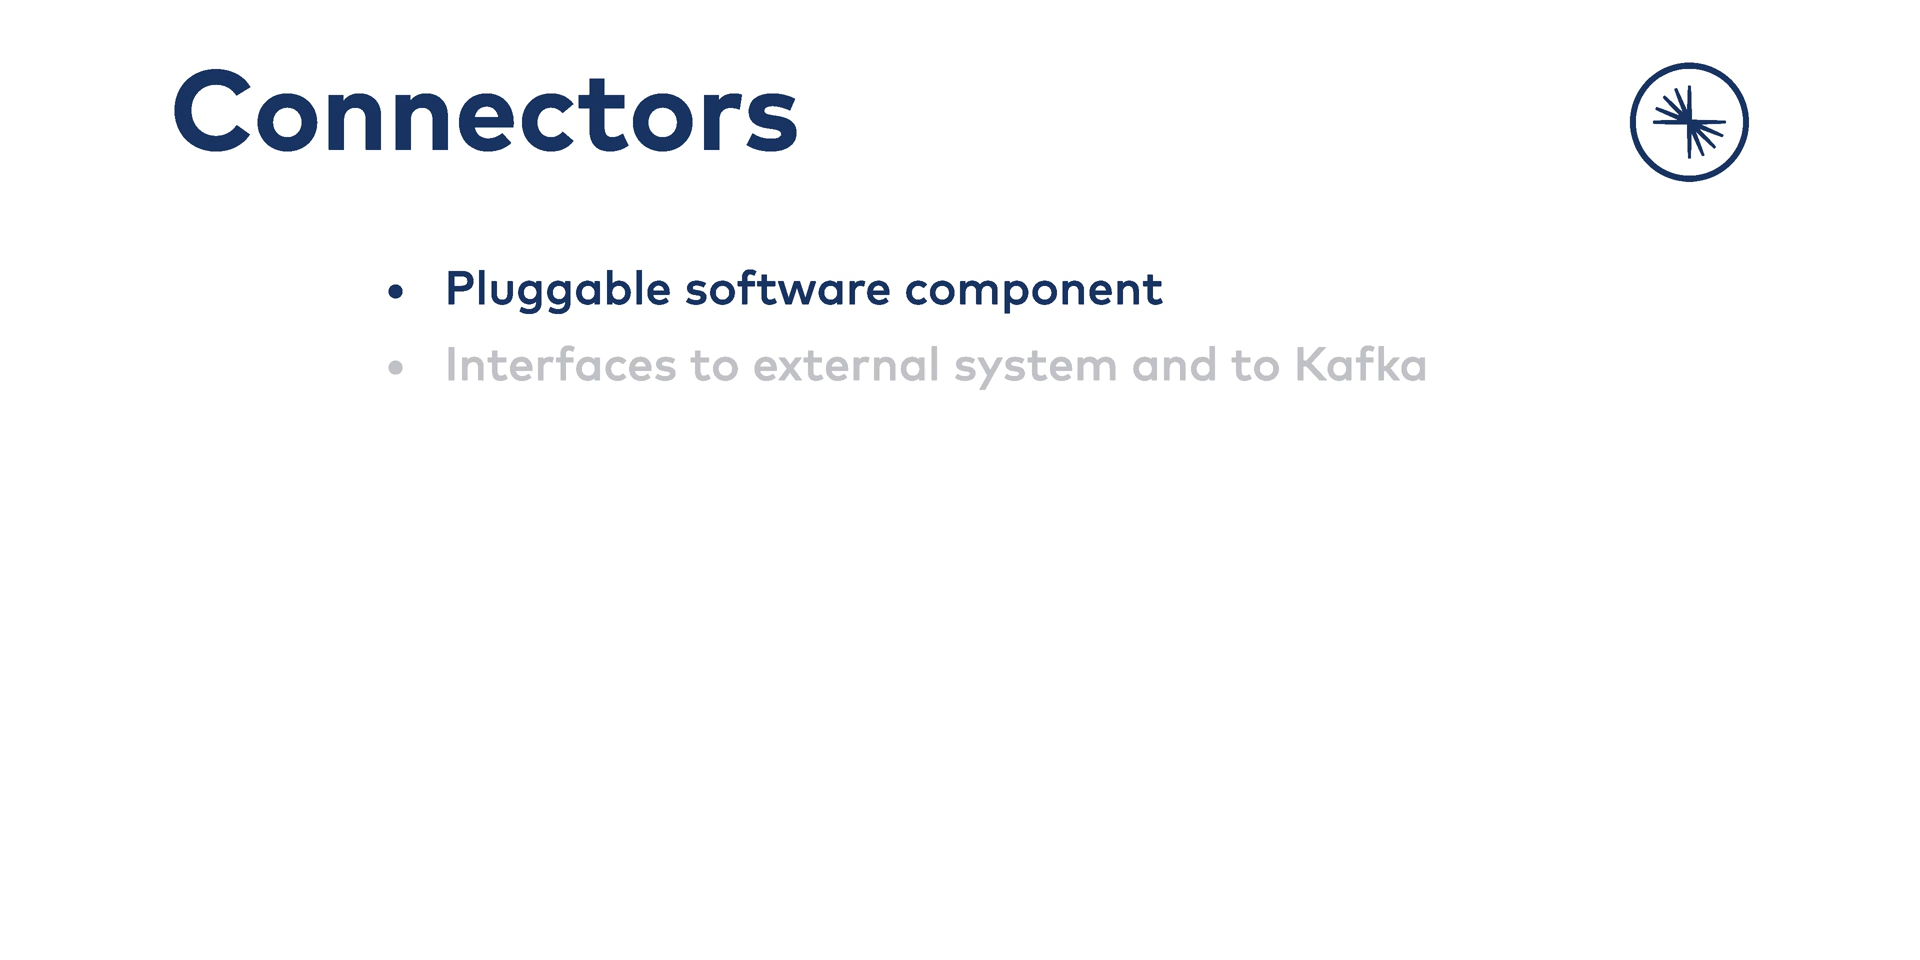 Connectors
• Pluggable software component
• Interfaces to external system and to Kafka